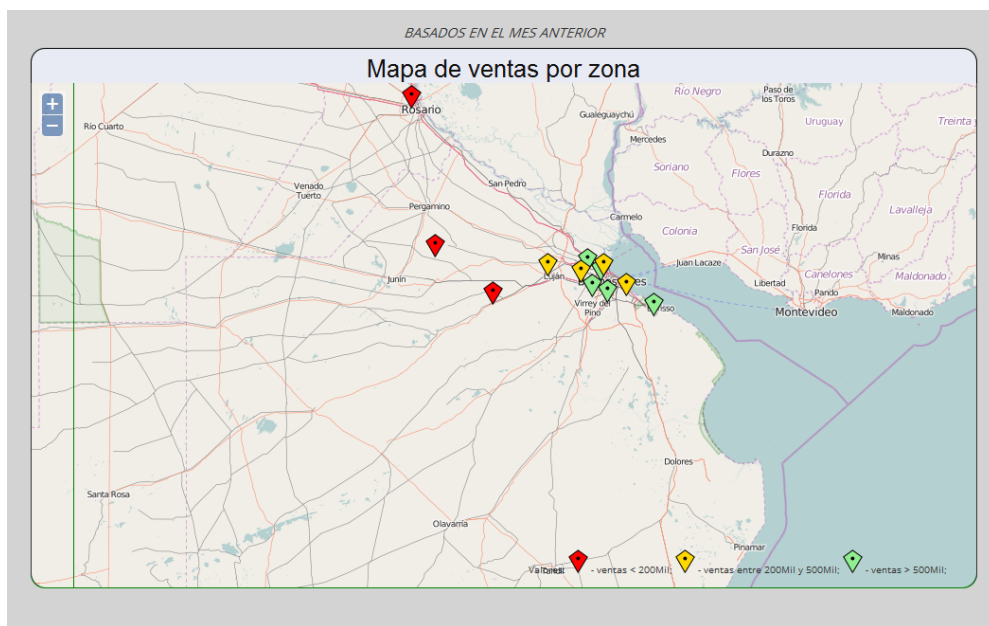 BASADOS EN EL MES ANTERIOR
Mapa de ventas por zona
+
−
Rosario
Río Cuarto
Gualeguaychú
Río Negro
Paso de
los Toros
Uruguay
Treinta y
Mercedes
Soriano
Durazno
Flores
Venado
Tuerto
San Pedro
Florida
Pergamino
Carmelo
Lavalleja
Colonia
Florida
San José
Juan Lacaze
Minas
Junín
Luján
Canelones
Maldonado
Libertad
Pando
Virrey del
Pino
Montevideo
Maldonado
Dolores
Santa Rosa
Olavarría
Pinamar
Valores:
- ventas < 200Mil;
- ventas entre 200Mil y 500Mil;
- ventas > 500Mil;